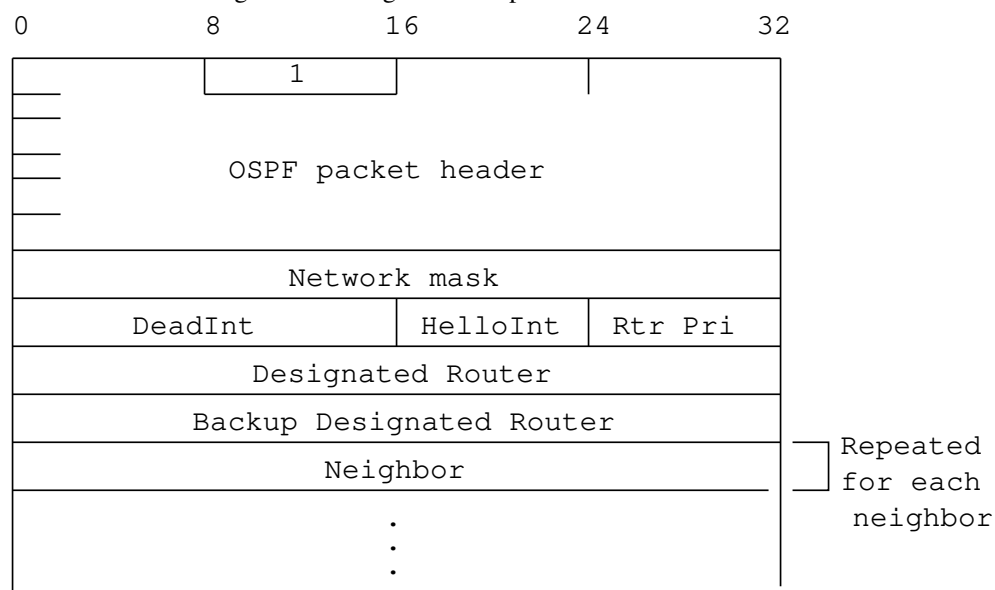 0 8 16 24 32
1
OSPF packet header
Network mask
DeadInt HelloInt Rtr Pri
Designated Router
Backup Designated Router
Neighbor
Repeated
for each
neighbor
.
.
.